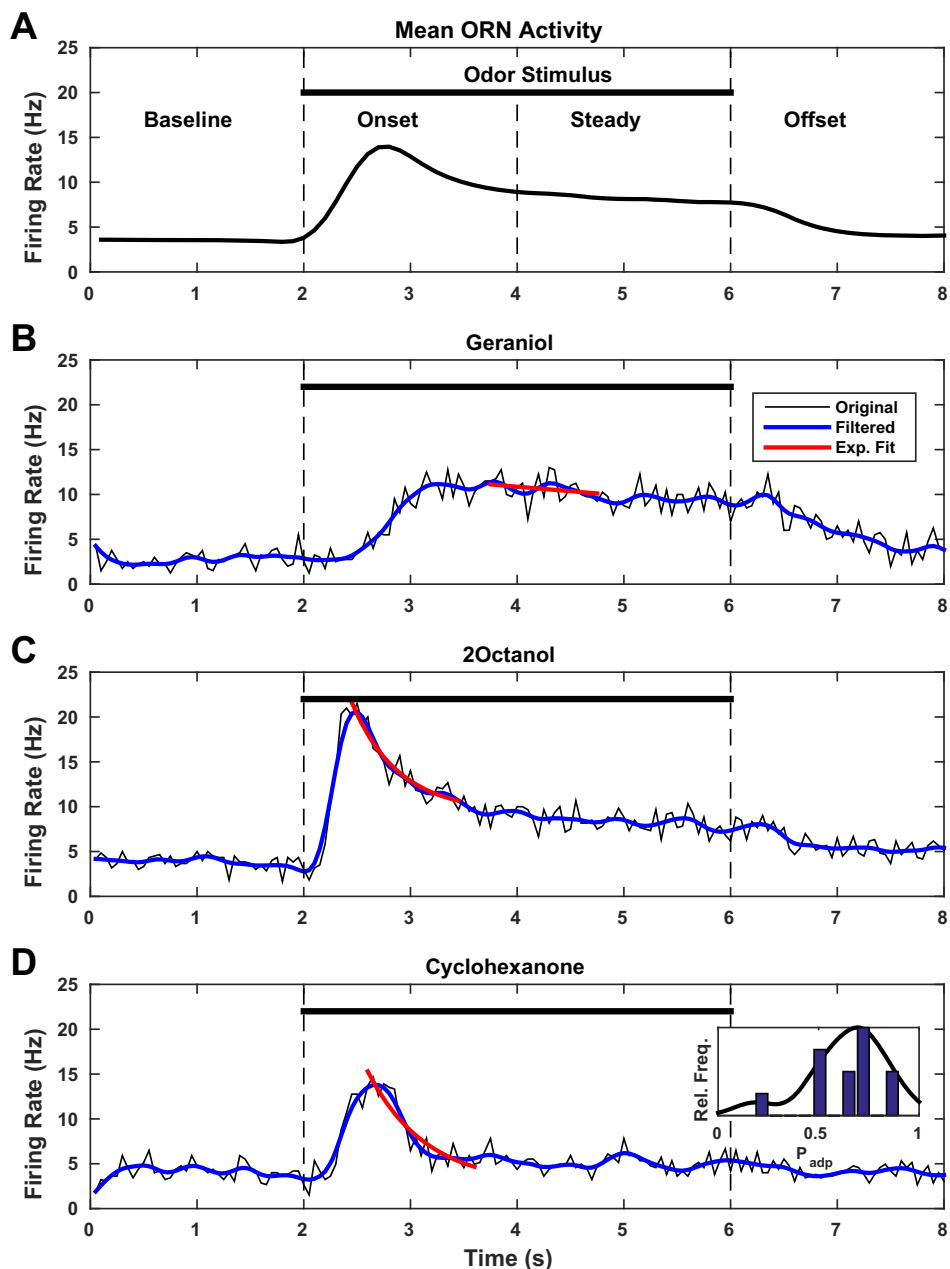 A
Mean ORN Activity
Firing Rate (Hz)
25
20
15
10
5
0
Odor Stimulus
Baseline
Onset
Steady
Offset
0 1 2 3 4 5 6 7 8
B
Geraniol
Firing Rate (Hz)
25
20
15
10
5
0
Original
Filtered
Exp. Fit
0 1 2 3 4 5 6 7 8
C
2Octanol
Firing Rate (Hz)
25
20
15
10
5
0
0 1 2 3 4 5 6 7 8
D
Cyclohexanone
Firing Rate (Hz)
25
20
15
10
5
0
Rel. Freq.
0 0.5 1
P_adp
0 1 2 3 4 5 6 7 8
Time (s)